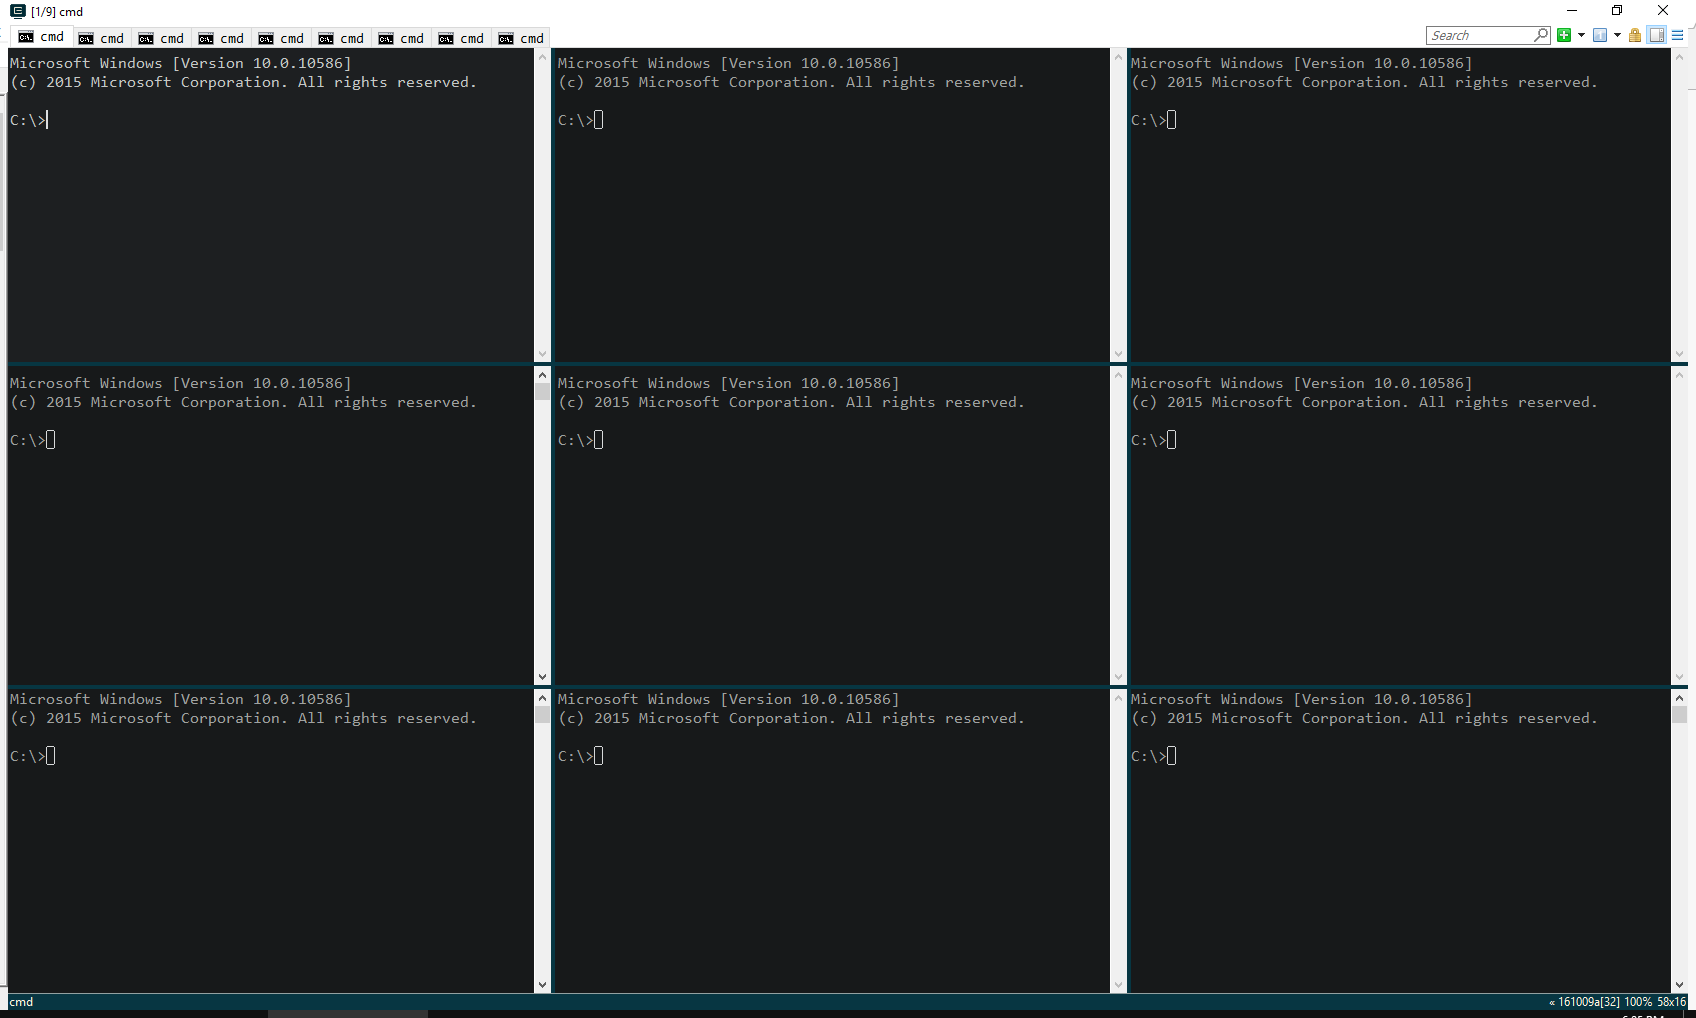 [1/9] cmd
cmd cmd cmd cmd cmd cmd cmd cmd cmd
Search
Microsoft Windows [Version 10.0.10586]
(c) 2015 Microsoft Corporation. All rights reserved.
C:\>
Microsoft Windows [Version 10.0.10586]
(c) 2015 Microsoft Corporation. All rights reserved.
C:\>
Microsoft Windows [Version 10.0.10586]
(c) 2015 Microsoft Corporation. All rights reserved.
C:\>
Microsoft Windows [Version 10.0.10586]
(c) 2015 Microsoft Corporation. All rights reserved.
C:\>
Microsoft Windows [Version 10.0.10586]
(c) 2015 Microsoft Corporation. All rights reserved.
C:\>
Microsoft Windows [Version 10.0.10586]
(c) 2015 Microsoft Corporation. All rights reserved.
C:\>
Microsoft Windows [Version 10.0.10586]
(c) 2015 Microsoft Corporation. All rights reserved.
C:\>
Microsoft Windows [Version 10.0.10586]
(c) 2015 Microsoft Corporation. All rights reserved.
C:\>
Microsoft Windows [Version 10.0.10586]
(c) 2015 Microsoft Corporation. All rights reserved.
C:\>
cmd
« 161009a[32] 100% 58x16